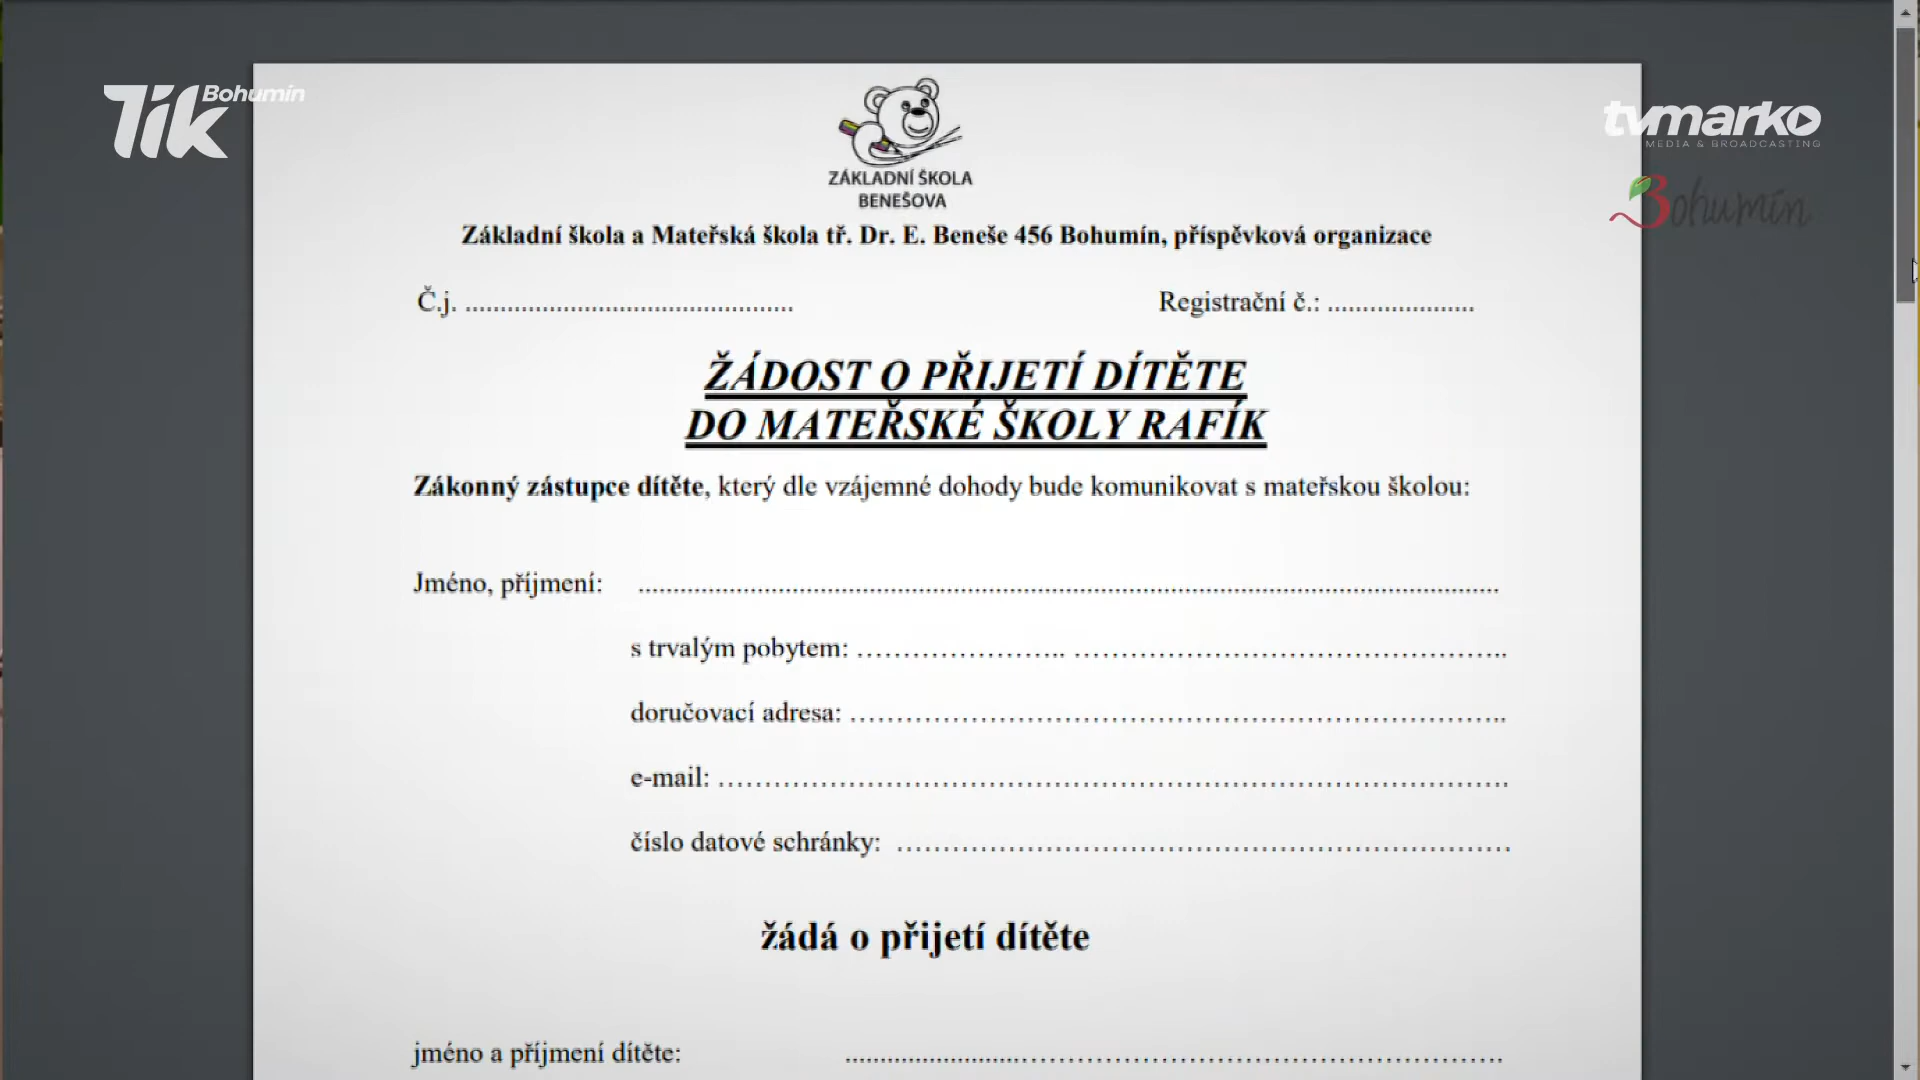 Tik Bohumín
tvmarko
MEDIA & BROADCASTING
Bohumín
ZÁKLADNÍ ŠKOLA
BENEŠOVA
Základní škola a Mateřská škola tř. Dr. E. Beneše 456 Bohumín, příspěvková organizace
Č.j. ............................................... Registrační č.: .....................
ŽÁDOST O PŘIJETÍ DÍTĚTE
DO MATEŘSKÉ ŠKOLY RAFÍK
Zákonný zástupce dítěte, který dle vzájemné dohody bude komunikovat s mateřskou školou:
Jméno, příjmení: ...........................................................................................................................
s trvalým pobytem: ………………….. ………………………………………..
doručovací adresa: ……………………………………………………………..
e-mail: ………………………………………………………………………….
číslo datové schránky: …………………………………………………………
žádá o přijetí dítěte
jméno a příjmení dítěte: .........................…………………………………………….